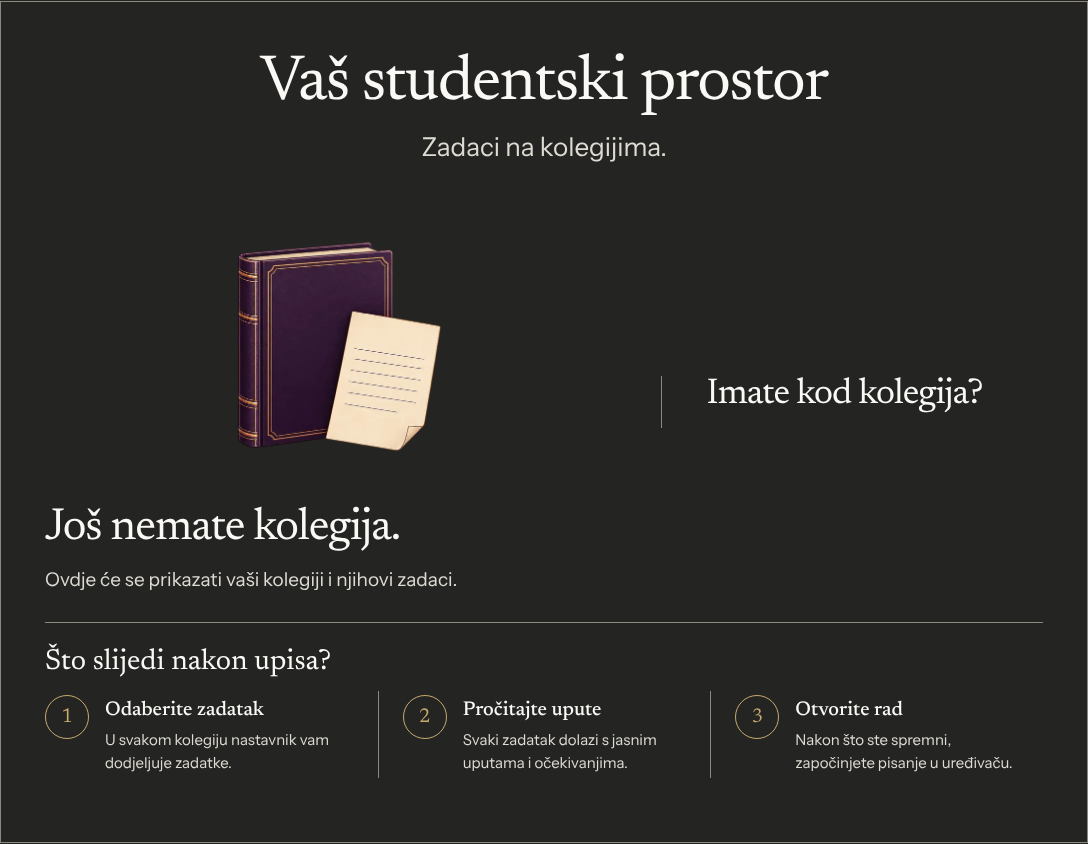 Vaš studentski prostor
Zadaci na kolegijima.
Imate kod kolegija?
Još nemate kolegija.
Ovdje će se prikazati vaši kolegiji i njihovi zadaci.
Što slijedi nakon upisa?
1
Odaberite zadatak
U svakom kolegiju nastavnik vam
dodjeljuje zadatke.
2
Pročitajte upute
Svaki zadatak dolazi s jasnim
uputama i očekivanjima.
3
Otvorite rad
Nakon što ste spremni,
započinjete pisanje u uređivaču.